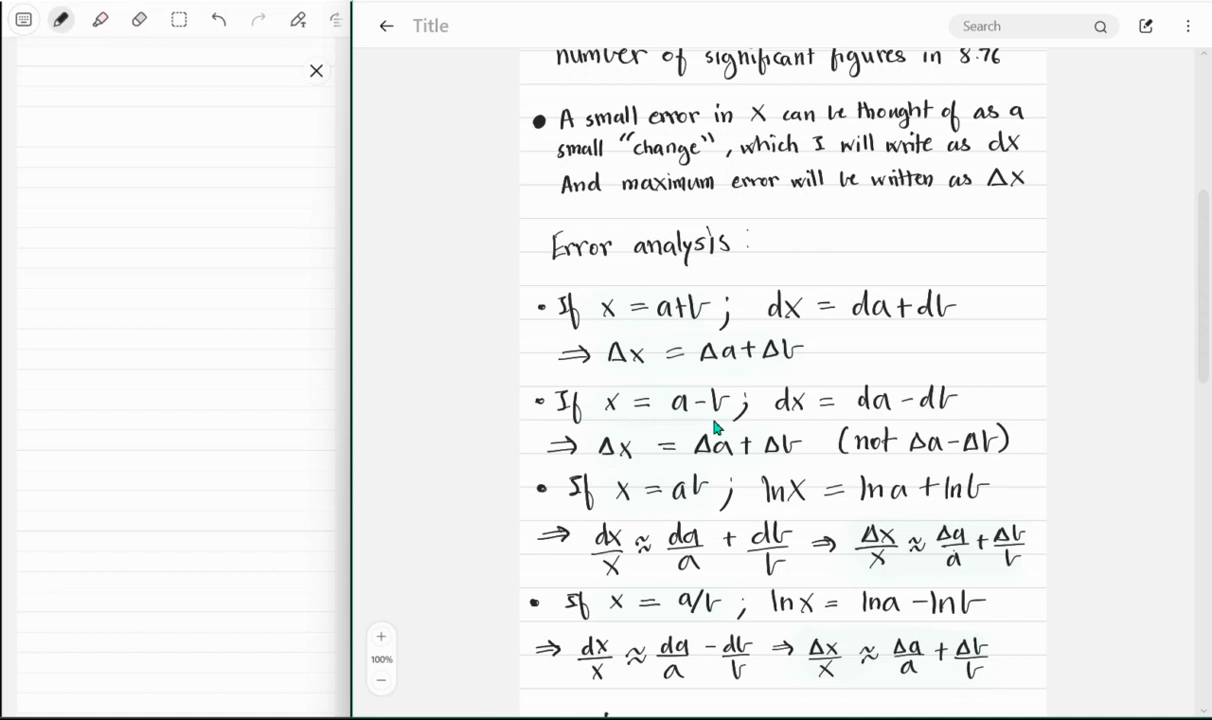 Title
Search
number of significant figures in 8.76
● A small error in x can be thought of as a
small "change", which I will write as dx
And maximum error will be written as Δx
Error analysis :
• If x = a+b ; dx = da+db
⇒ Δx = Δa+Δb
• If x = a-b ; dx = da-db
⇒ Δx = Δa+Δb (not Δa-Δb)
• If x = ab ; lnx = lna+lnb
⇒ dx/x ≈ da/a + db/b ⇒ Δx/x ≈ Δa/a + Δb/b
• If x = a/b ; lnx = lna -lnb
⇒ dx/x ≈ da/a - db/b ⇒ Δx/x ≈ Δa/a + Δb/b
100%